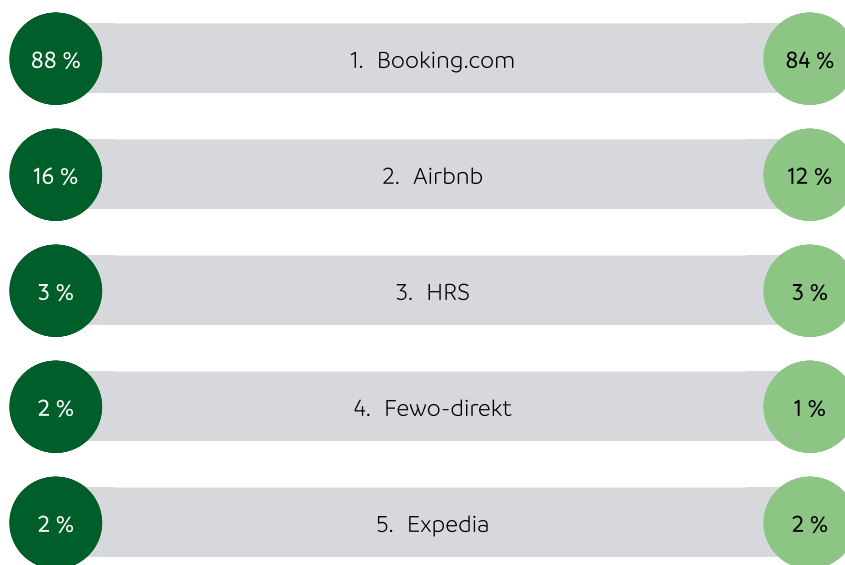 88 % 1. Booking.com 84 %
16 % 2. Airbnb 12 %
3 % 3. HRS 3 %
2 % 4. Fewo-direkt 1 %
2 % 5. Expedia 2 %